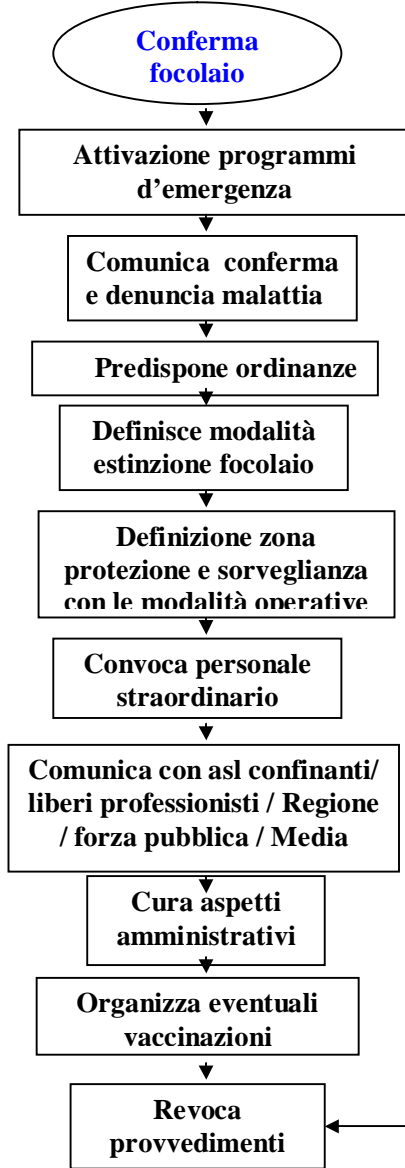 Conferma
focolaio
Attivazione programmi
d’emergenza
Comunica conferma
e denuncia malattia
Predispone ordinanze
Definisce modalità
estinzione focolaio
Definizione zona
protezione e sorveglianza
con le modalità operative
Convoca personale
straordinario
Comunica con asl confinanti/
liberi professionisti / Regione
/ forza pubblica / Media
Cura aspetti
amministrativi
Organizza eventuali
vaccinazioni
Revoca
provvedimenti